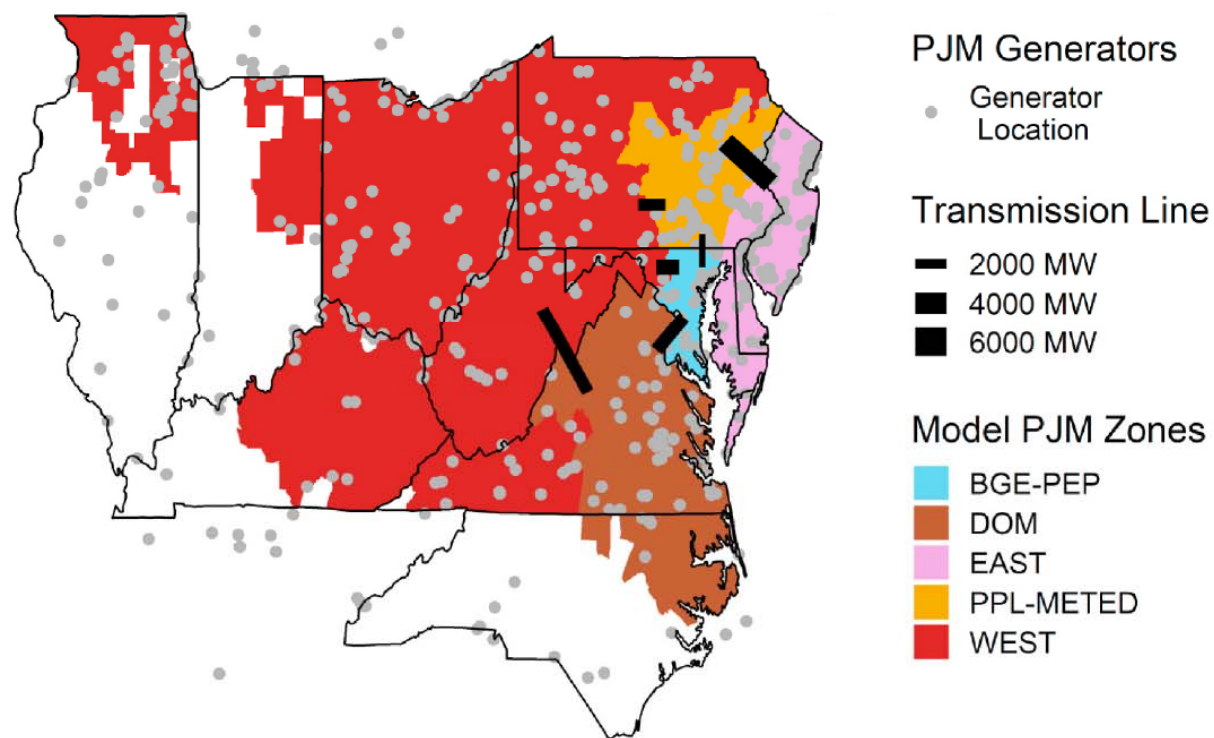 PJM Generators
Generator
Location
Transmission Line
2000 MW
4000 MW
6000 MW
Model PJM Zones
BGE-PEP
DOM
EAST
PPL-METED
WEST